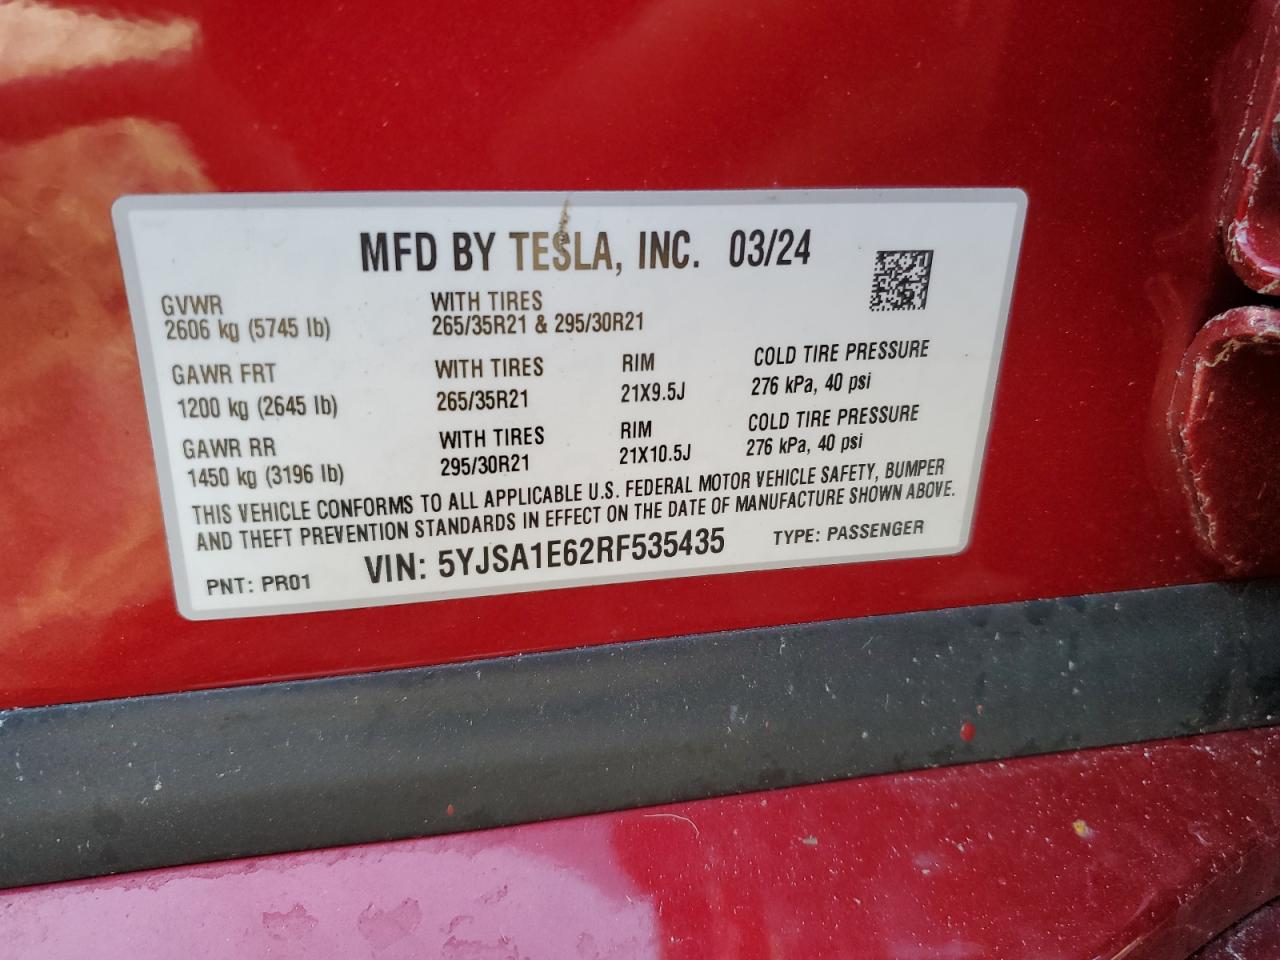 MFD BY TESLA, INC. 03/24
GVWR
2606 kg (5745 lb)
WITH TIRES
265/35R21 & 295/30R21
GAWR FRT
1200 kg (2645 lb)
WITH TIRES
265/35R21
RIM
21X9.5J
COLD TIRE PRESSURE
276 kPa, 40 psi
GAWR RR
1450 kg (3196 lb)
WITH TIRES
295/30R21
RIM
21X10.5J
COLD TIRE PRESSURE
276 kPa, 40 psi
THIS VEHICLE CONFORMS TO ALL APPLICABLE U.S. FEDERAL MOTOR VEHICLE SAFETY, BUMPER
AND THEFT PREVENTION STANDARDS IN EFFECT ON THE DATE OF MANUFACTURE SHOWN ABOVE.
PNT: PR01 VIN: 5YJSA1E62RF535435 TYPE: PASSENGER